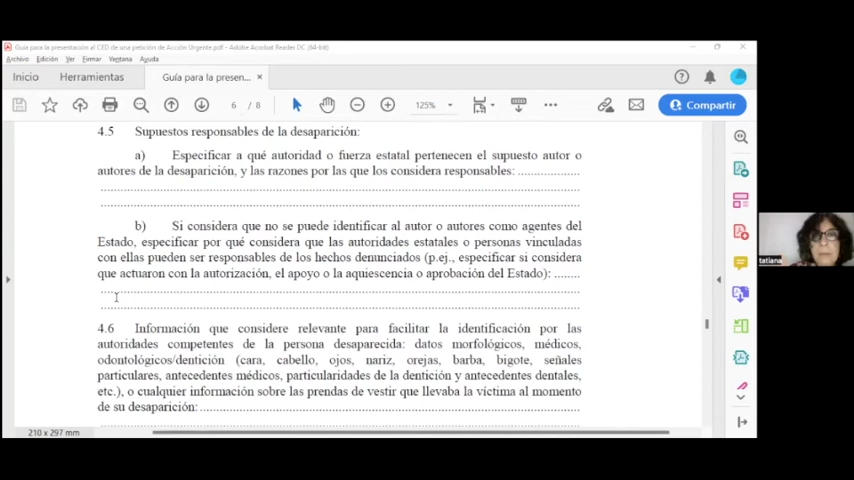 Guía para la presentación al CED de una petición de Acción Urgente.pdf - Adobe Acrobat Reader DC (64-bit)
Archivo Edición Ver Firmar Ventana Ayuda
Inicio Herramientas Guía para la presen... ×
6 / 8 125% Compartir
4.5 Supuestos responsables de la desaparición:
a) Especificar a qué autoridad o fuerza estatal pertenecen el supuesto autor o
autores de la desaparición, y las razones por las que los considera responsables: ...................
b) Si considera que no se puede identificar al autor o autores como agentes del
Estado, especificar por qué considera que las autoridades estatales o personas vinculadas
con ellas pueden ser responsables de los hechos denunciados (p.ej., especificar si considera
que actuaron con la autorización, el apoyo o la aquiescencia o aprobación del Estado): ........
4.6 Información que considere relevante para facilitar la identificación por las
autoridades competentes de la persona desaparecida: datos morfológicos, médicos,
odontológicos/dentición (cara, cabello, ojos, nariz, orejas, barba, bigote, señales
particulares, antecedentes médicos, particularidades de la dentición y antecedentes dentales,
etc.), o cualquier información sobre las prendas de vestir que llevaba la víctima al momento
de su desaparición: ................................................................
210 x 297 mm
tatiana